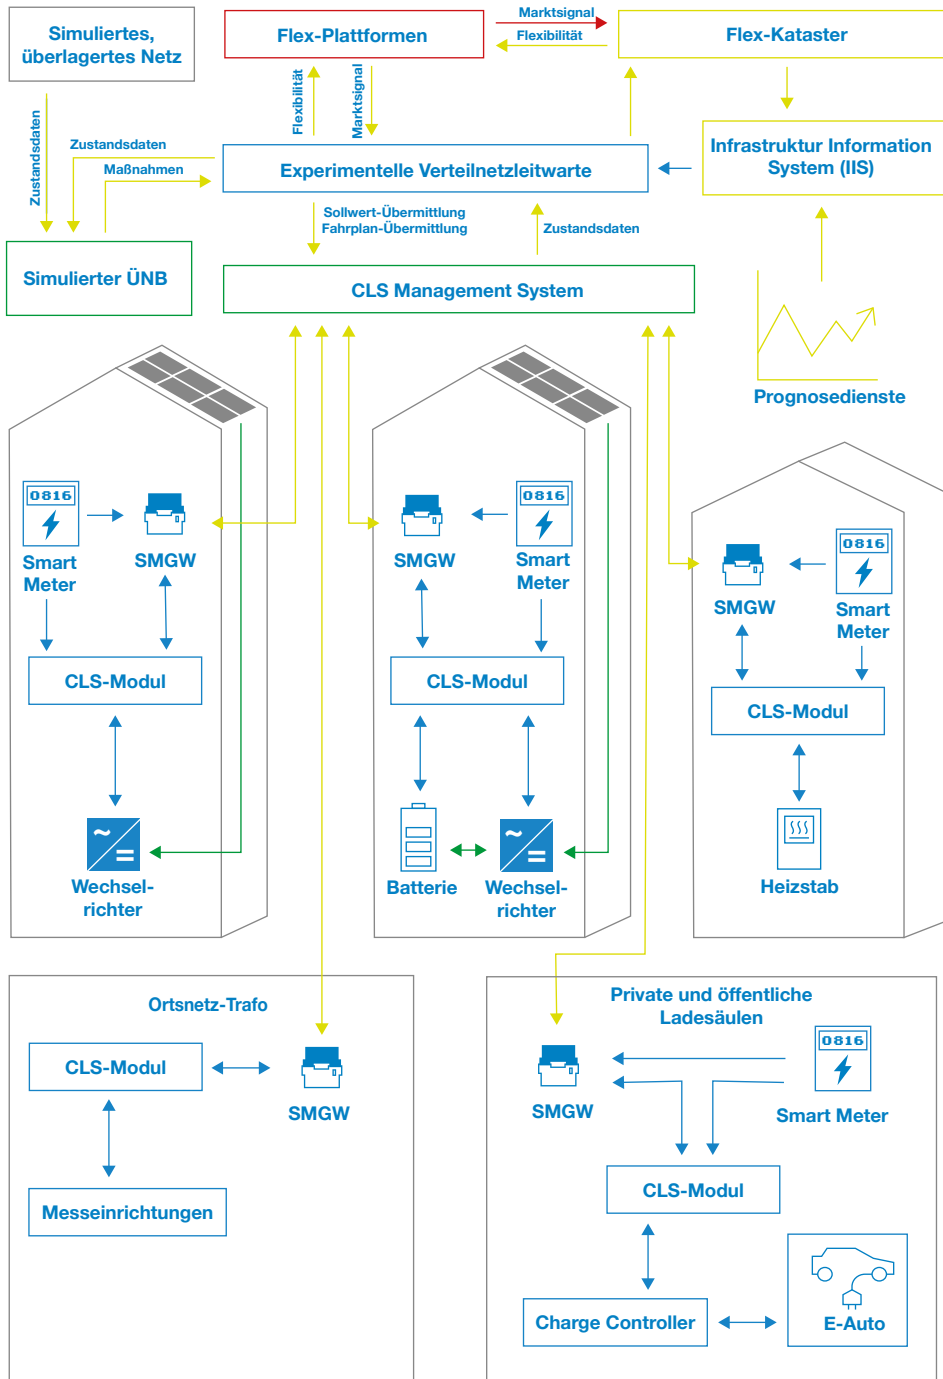 Simuliertes,
überlagertes Netz
Flex-Plattformen
Marktsignal
Flexibilität
Flex-Kataster
Zustandsdaten
Flexibilität
Marktsignal
Zustandsdaten
Maßnahmen
Experimentelle Verteilnetzleitwarte
Infrastruktur Information
System (IIS)
Sollwert-Übermittlung
Fahrplan-Übermittlung
Zustandsdaten
Simulierter ÜNB
CLS Management System
Prognosedienste
0816
Smart
Meter
SMGW
CLS-Modul
Wechsel-
richter
SMGW
0816
Smart
Meter
CLS-Modul
Batterie
Wechsel-
richter
SMGW
0816
Smart
Meter
CLS-Modul
Heizstab
Ortsnetz-Trafo
CLS-Modul
SMGW
Messeinrichtungen
Private und öffentliche
Ladesäulen
SMGW
0816
Smart Meter
CLS-Modul
Charge Controller
E-Auto